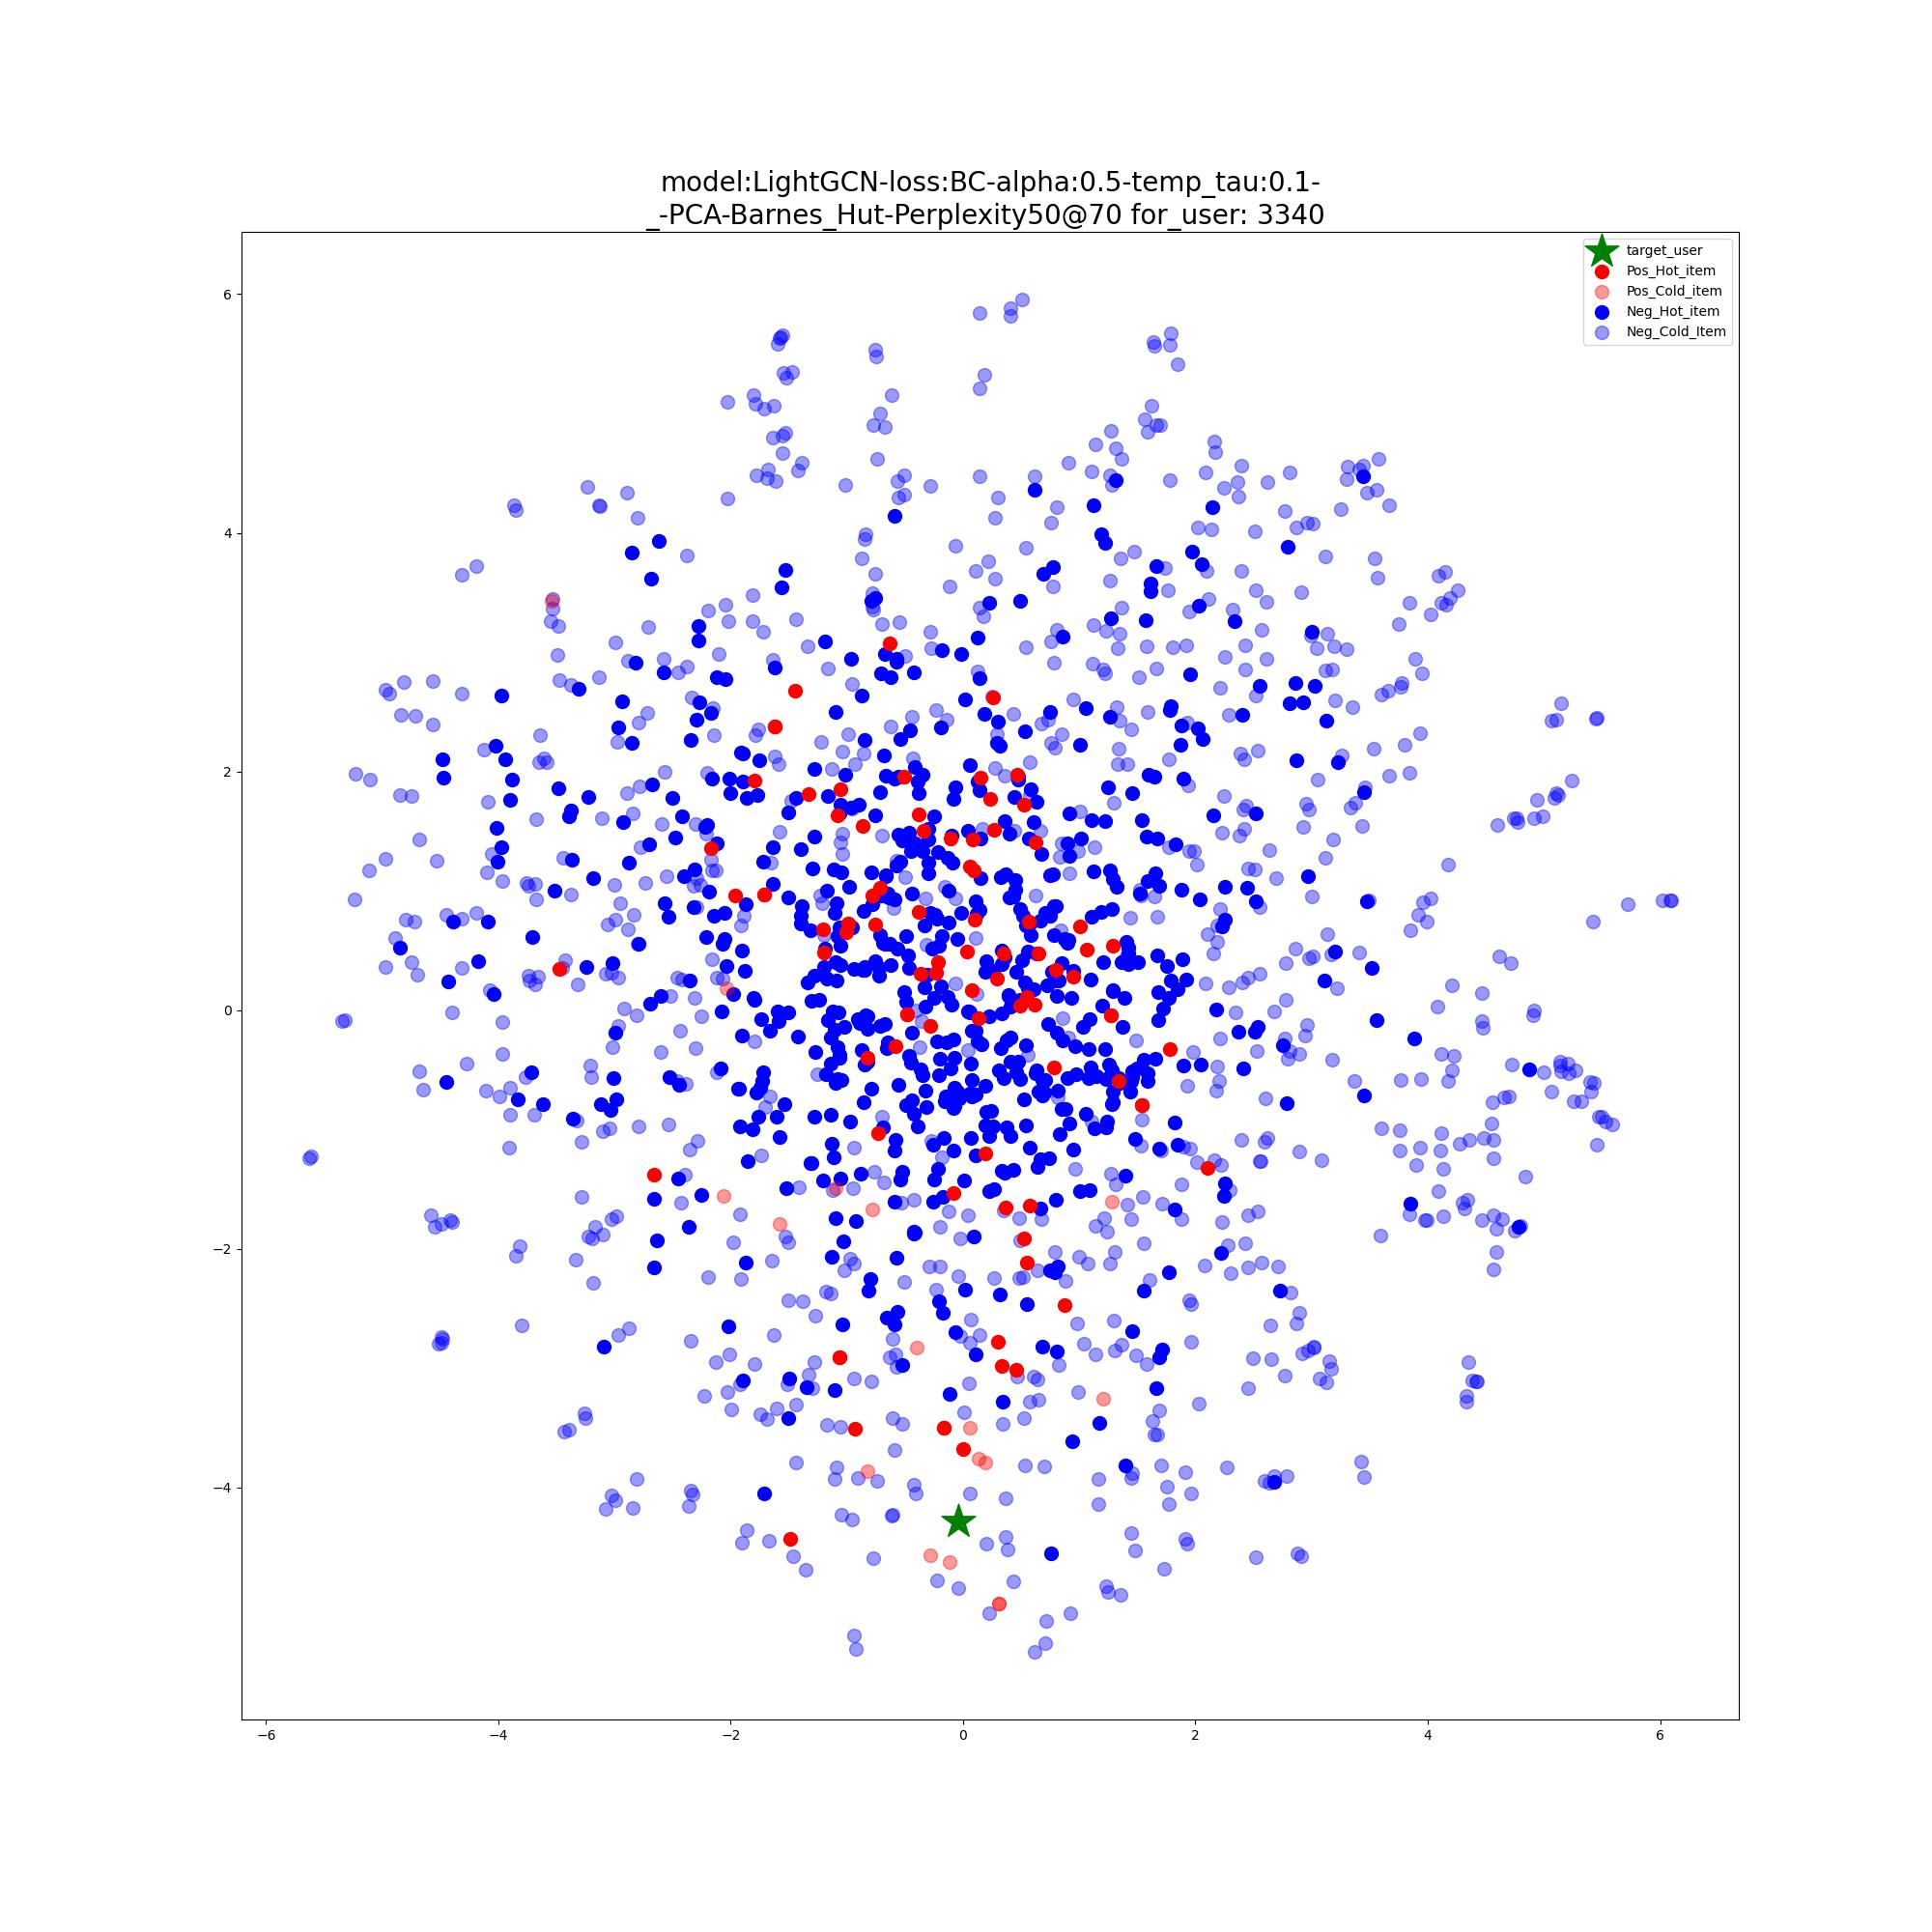 model:LightGCN-loss:BC-alpha:0.5-temp_tau:0.1-
_-PCA-Barnes_Hut-Perplexity50@70 for_user: 3340
target_user
Pos_Hot_item
Pos_Cold_item
Neg_Hot_item
Neg_Cold_Item
6
4
2
0
−2
−4
−6
−4
−2
0
2
4
6